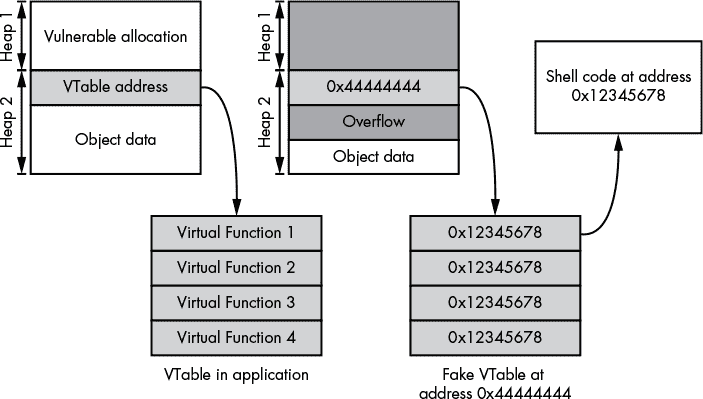 Heap 1
Vulnerable allocation
Heap 2
VTable address
Object data
Virtual Function 1
Virtual Function 2
Virtual Function 3
Virtual Function 4
VTable in application
Heap 1
Heap 2
0x44444444
Overflow
Object data
0x12345678
0x12345678
0x12345678
0x12345678
Fake VTable at
address 0x44444444
Shell code at address
0x12345678